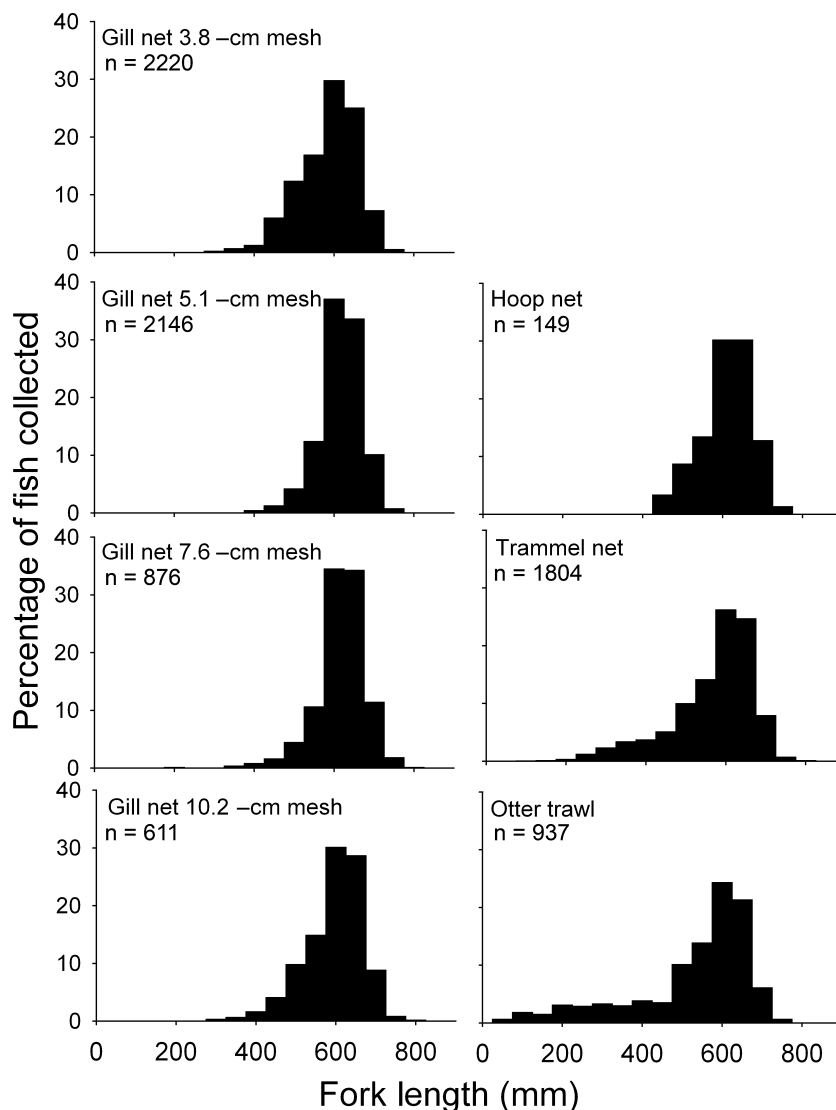 40
Gill net 3.8 –cm mesh
n = 2220
30
20
10
0
40
Gill net 5.1 –cm mesh
n = 2146
30
20
10
0
Hoop net
n = 149
40
Gill net 7.6 –cm mesh
n = 876
30
20
10
0
Trammel net
n = 1804
40
Gill net 10.2 –cm mesh
n = 611
30
20
10
0
Otter trawl
n = 937
0 200 400 600 800
0 200 400 600 800
Percentage of fish collected
Fork length (mm)